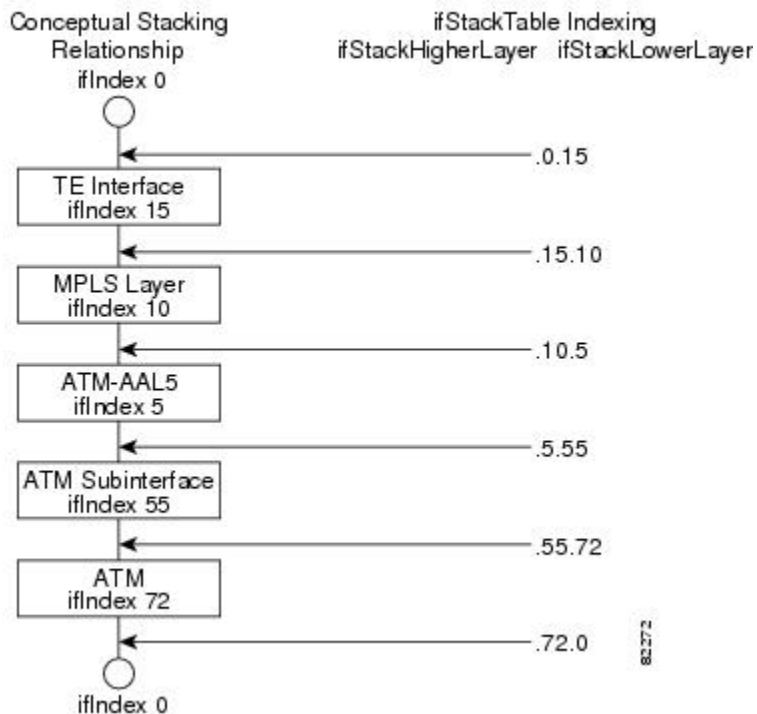 Conceptual Stacking
Relationship
ifIndex 0
ifStackTable Indexing
ifStackHigherLayer ifStackLowerLayer
.0.15
TE Interface
ifIndex 15
.15.10
MPLS Layer
ifIndex 10
.10.5
ATM-AAL5
ifIndex 5
.5.55
ATM Subinterface
ifIndex 55
.55.72
ATM
ifIndex 72
.72.0
82272
ifIndex 0